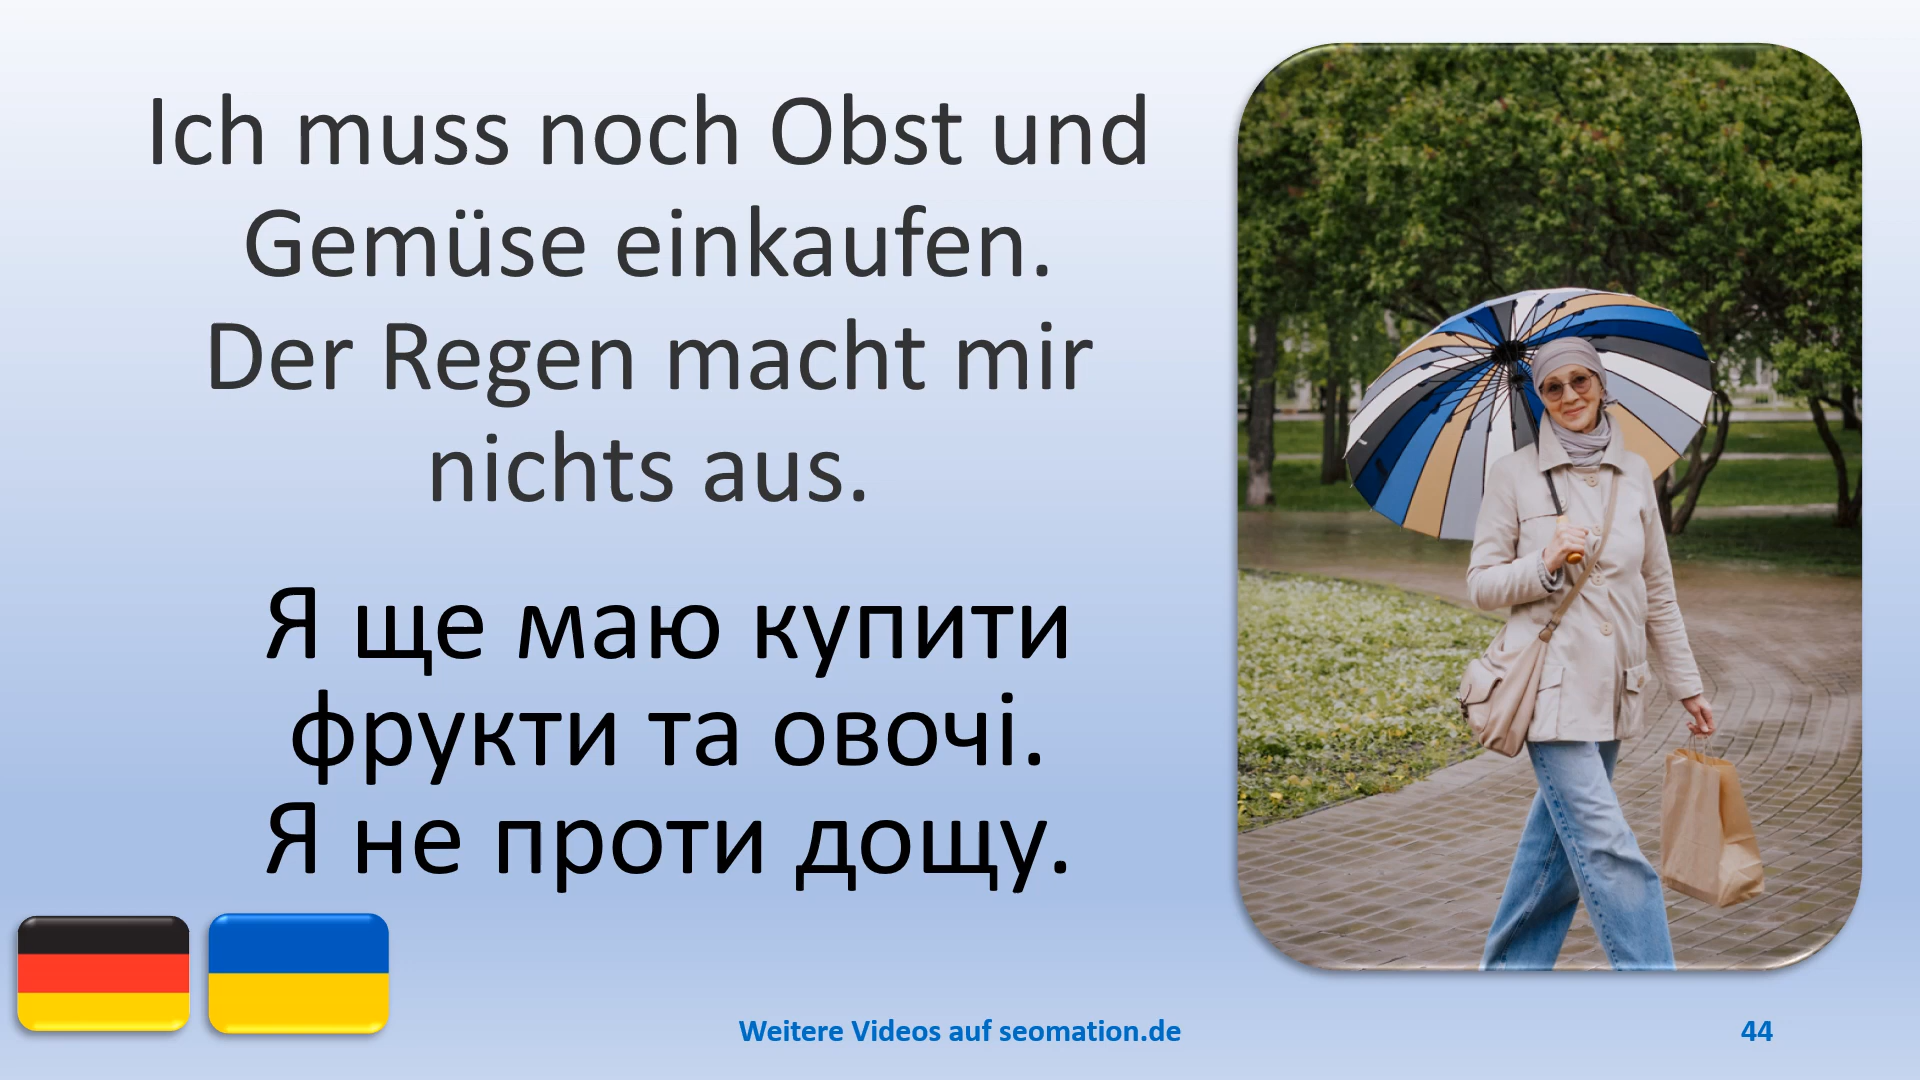 Ich muss noch Obst und
Gemüse einkaufen.
Der Regen macht mir
nichts aus.
Я ще маю купити
фрукти та овочі.
Я не проти дощу.
Weitere Videos auf seomation.de
44